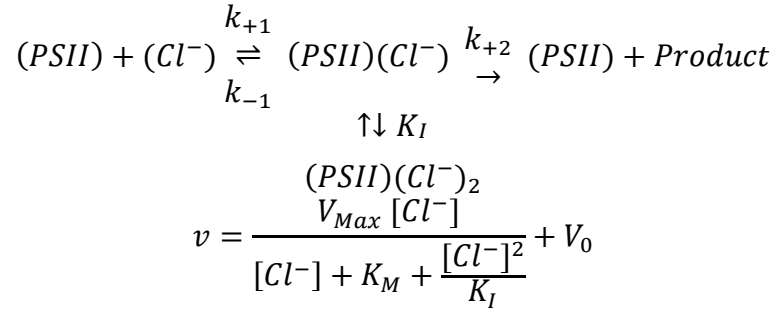 k₊₁ k₊₂
(PSII) + (Cl⁻) ⇌ (PSII)(Cl⁻) → (PSII) + Product
k₋₁
↑↓ K_I
(PSII)(Cl⁻)₂
v = V_Max [Cl⁻] / ([Cl⁻] + K_M + [Cl⁻]²/K_I) + V₀